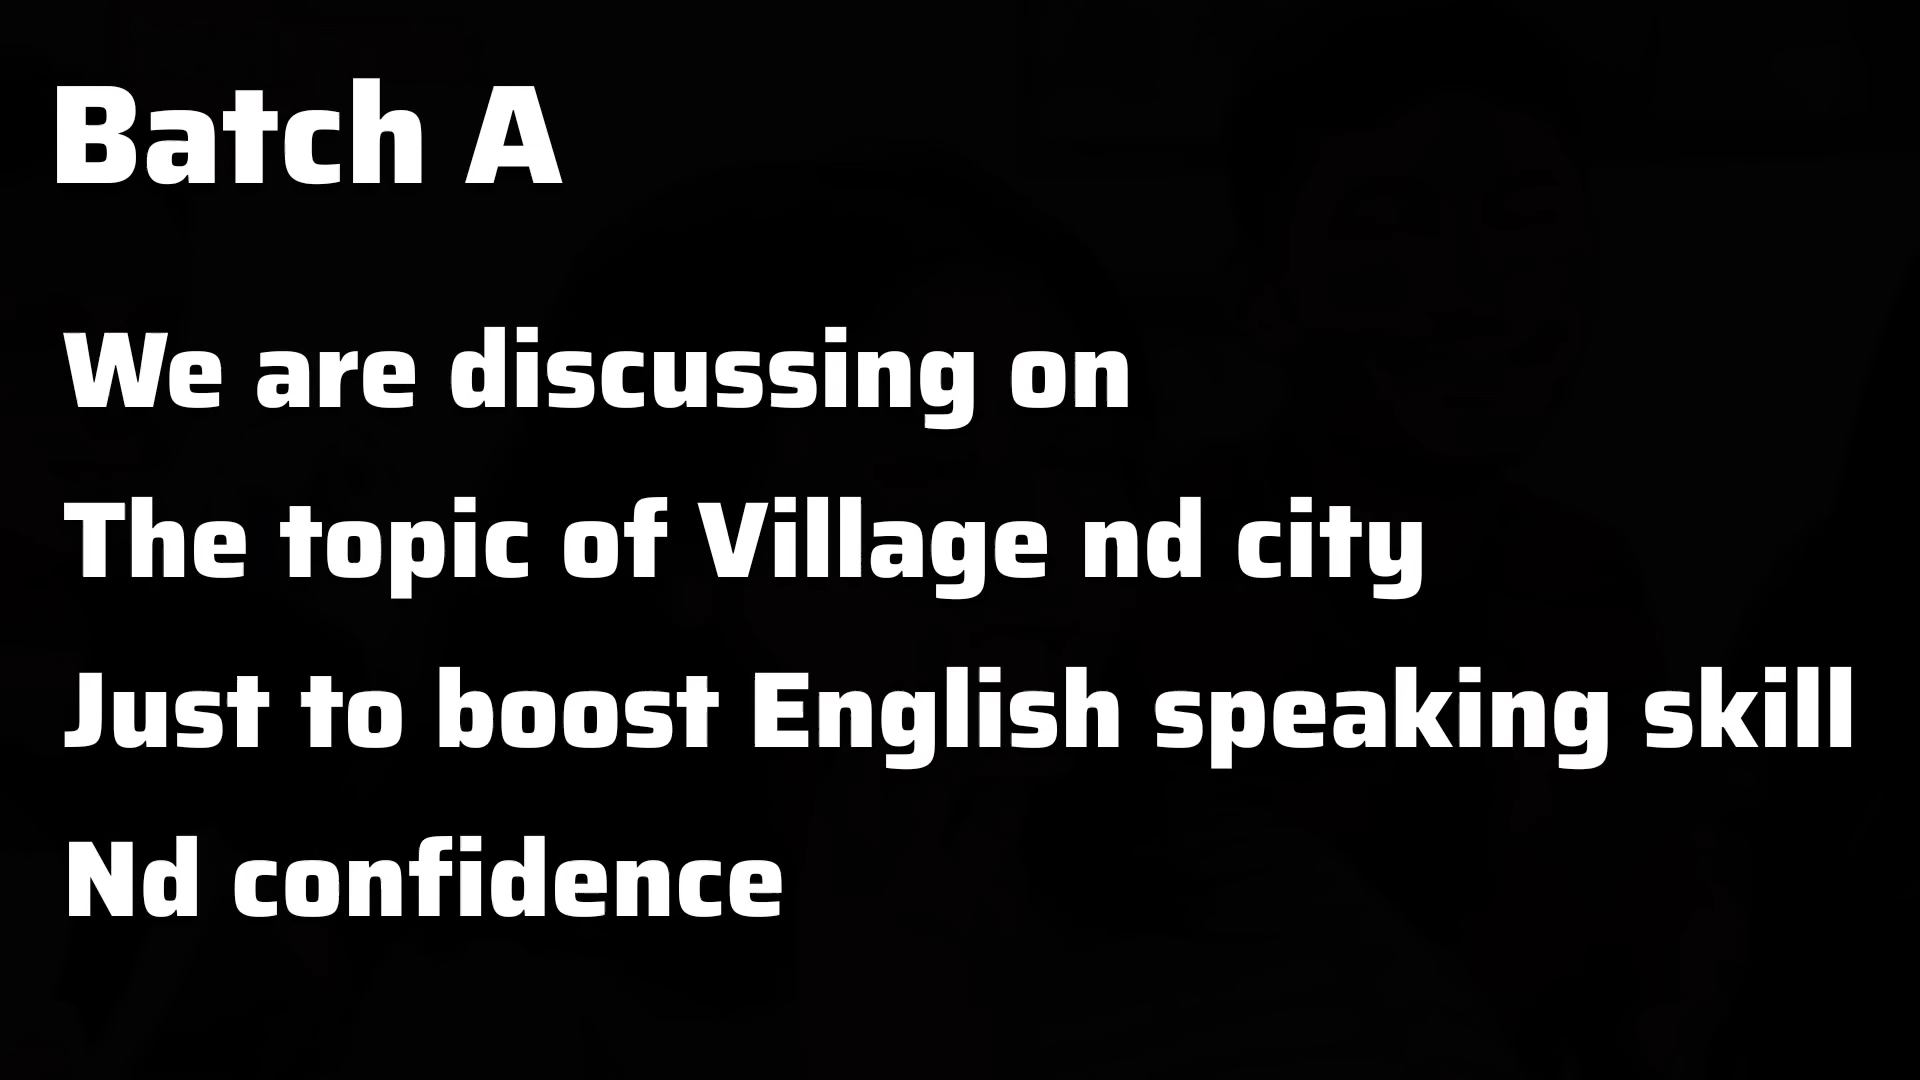 Batch A
We are discussing on
The topic of Village nd city
Just to boost English speaking skill
Nd confidence